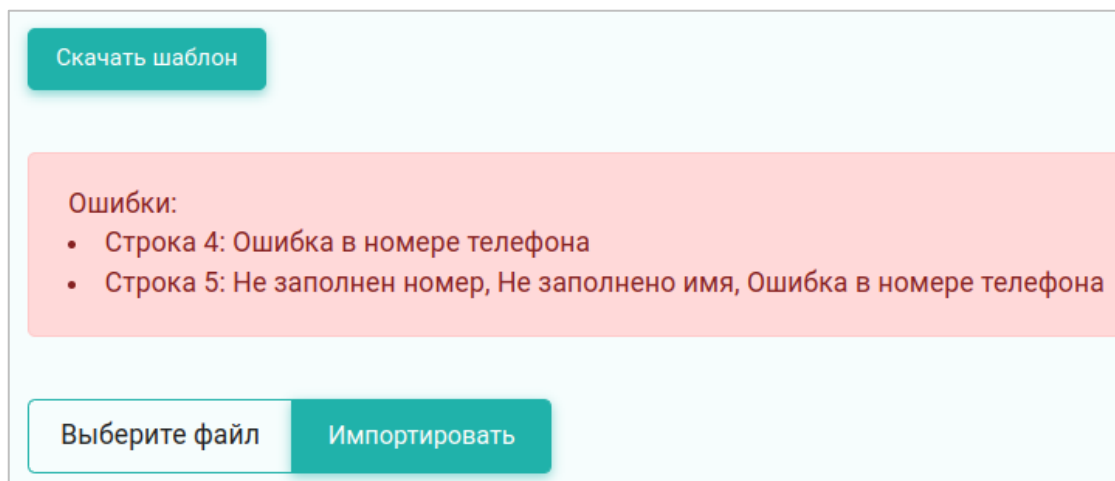 Скачать шаблон
Ошибки:
• Строка 4: Ошибка в номере телефона
• Строка 5: Не заполнен номер, Не заполнено имя, Ошибка в номере телефона
Выберите файл Импортировать